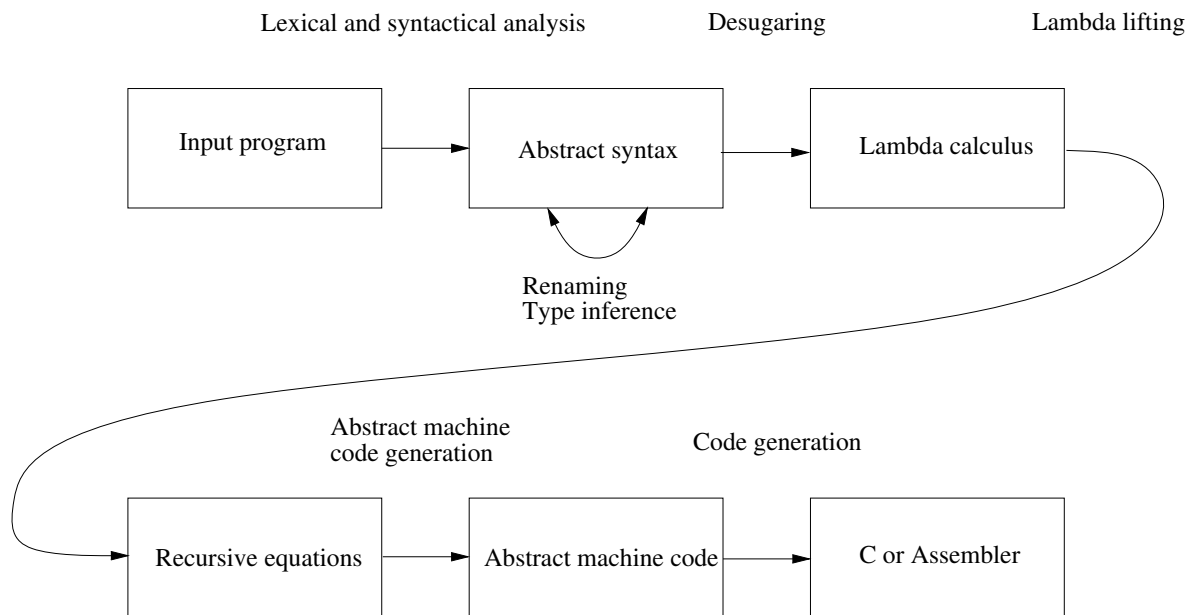 Lexical and syntactical analysis
Desugaring
Lambda lifting
Input program
Abstract syntax
Lambda calculus
Renaming
Type inference
Abstract machine
code generation
Code generation
Recursive equations
Abstract machine code
C or Assembler